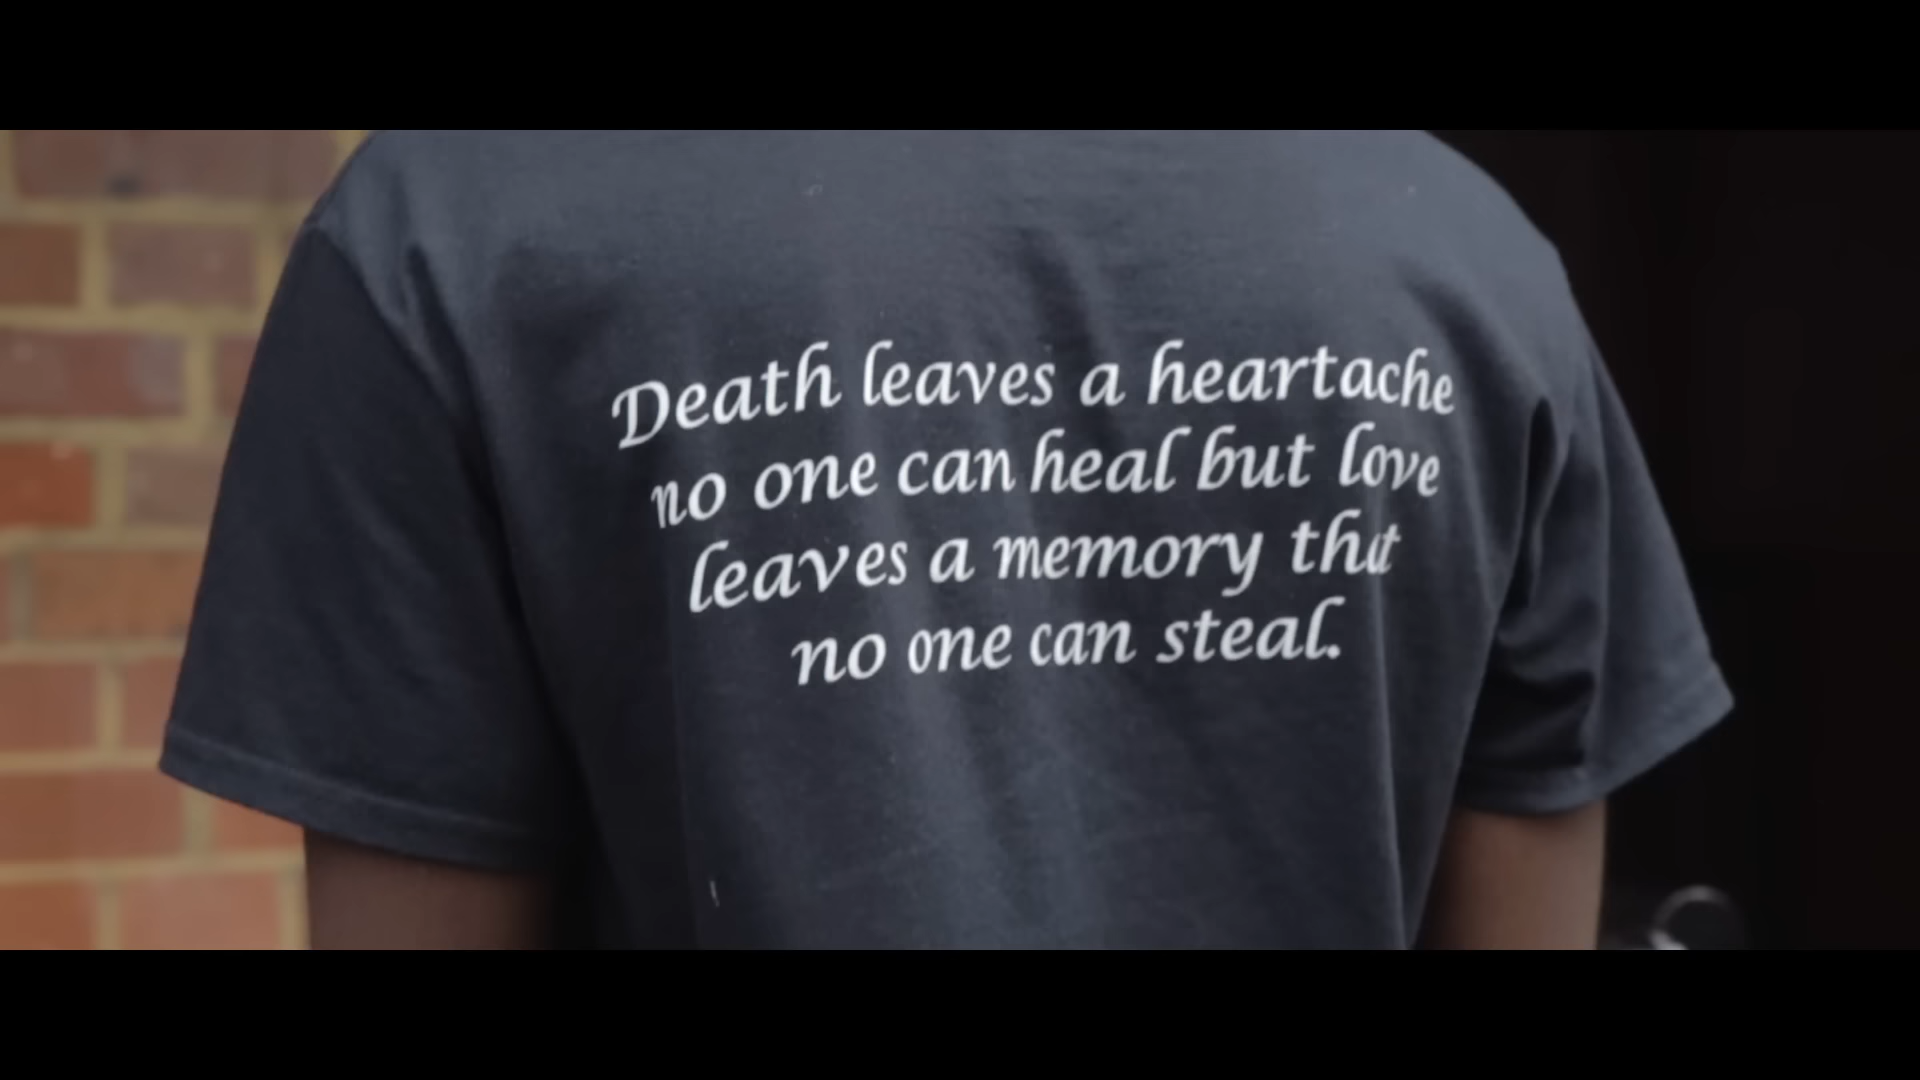 Death leaves a heartache
no one can heal but love
leaves a memory that
no one can steal.